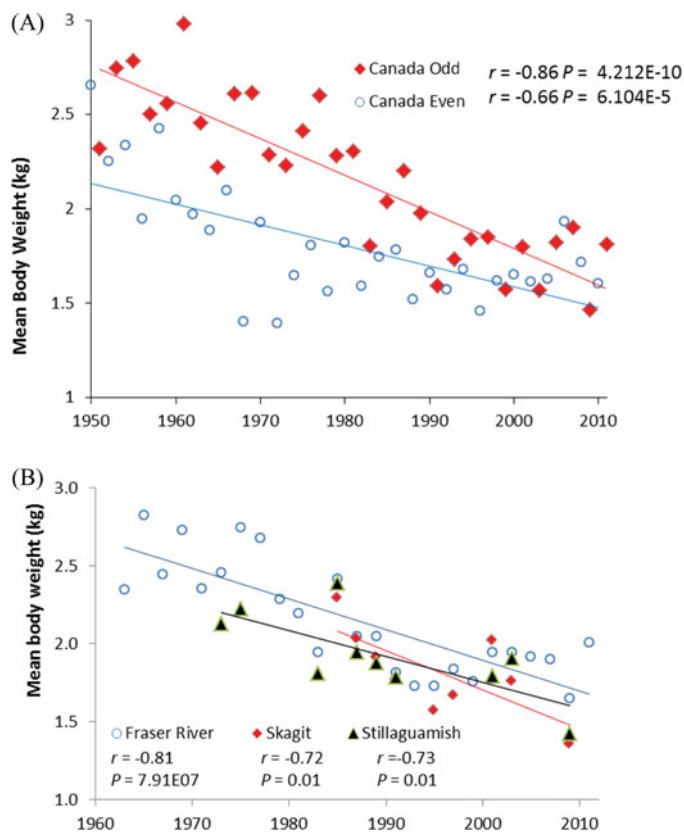 (A)
3
2.5
2
1.5
1
Mean Body Weight (kg)
Canada Odd r = -0.86 P = 4.212E-10
Canada Even r = -0.66 P = 6.104E-5
1950 1960 1970 1980 1990 2000 2010
(B)
3.0
2.5
2.0
1.5
1.0
Mean body weight (kg)
Fraser River Skagit Stillaguamish
r = -0.81 r = -0.72 r = -0.73
P = 7.91E07 P = 0.01 P = 0.01
1960 1970 1980 1990 2000 2010